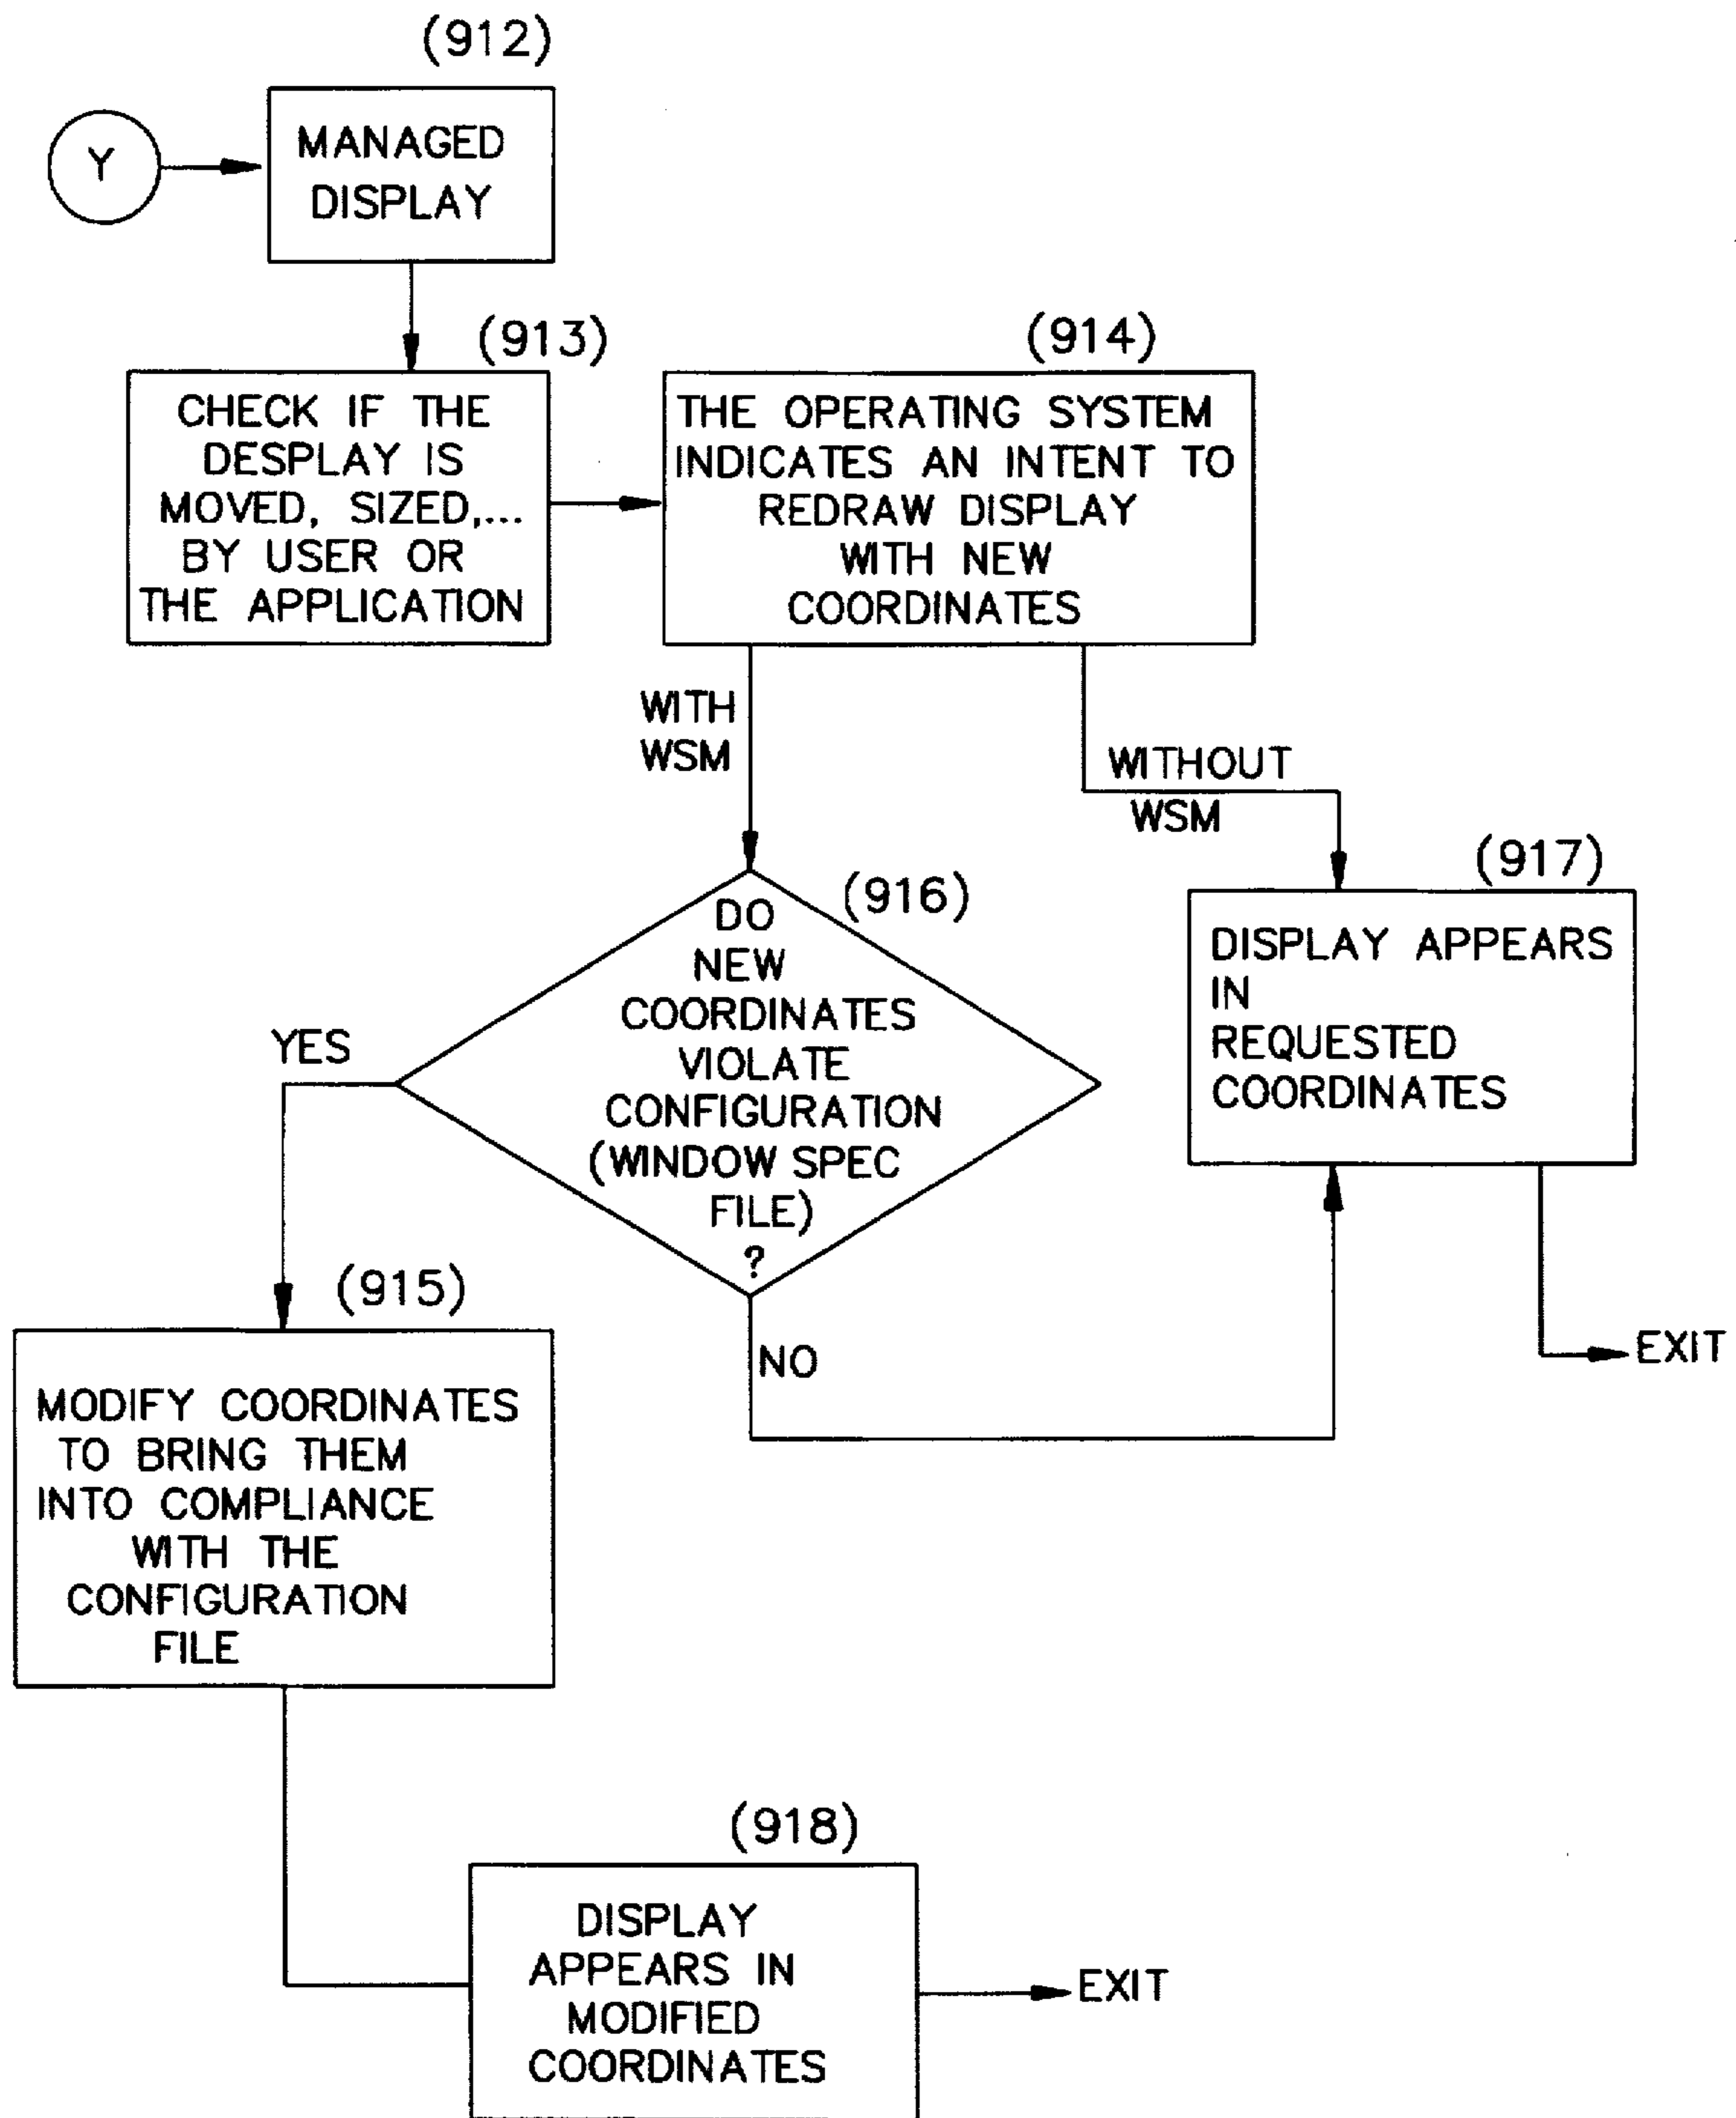 (912)
Y
MANAGED
DISPLAY
(913)
CHECK IF THE
DESPLAY IS
MOVED, SIZED,...
BY USER OR
THE APPLICATION
(914)
THE OPERATING SYSTEM
INDICATES AN INTENT TO
REDRAW DISPLAY
WITH NEW
COORDINATES
WITH
WSM
WITHOUT
WSM
(916)
DO
NEW
COORDINATES
VIOLATE
CONFIGURATION
(WINDOW SPEC
FILE)
?
(917)
DISPLAY APPEARS
IN
REQUESTED
COORDINATES
EXIT
YES
NO
(915)
MODIFY COORDINATES
TO BRING THEM
INTO COMPLIANCE
WITH THE
CONFIGURATION
FILE
(918)
DISPLAY
APPEARS IN
MODIFIED
COORDINATES
EXIT